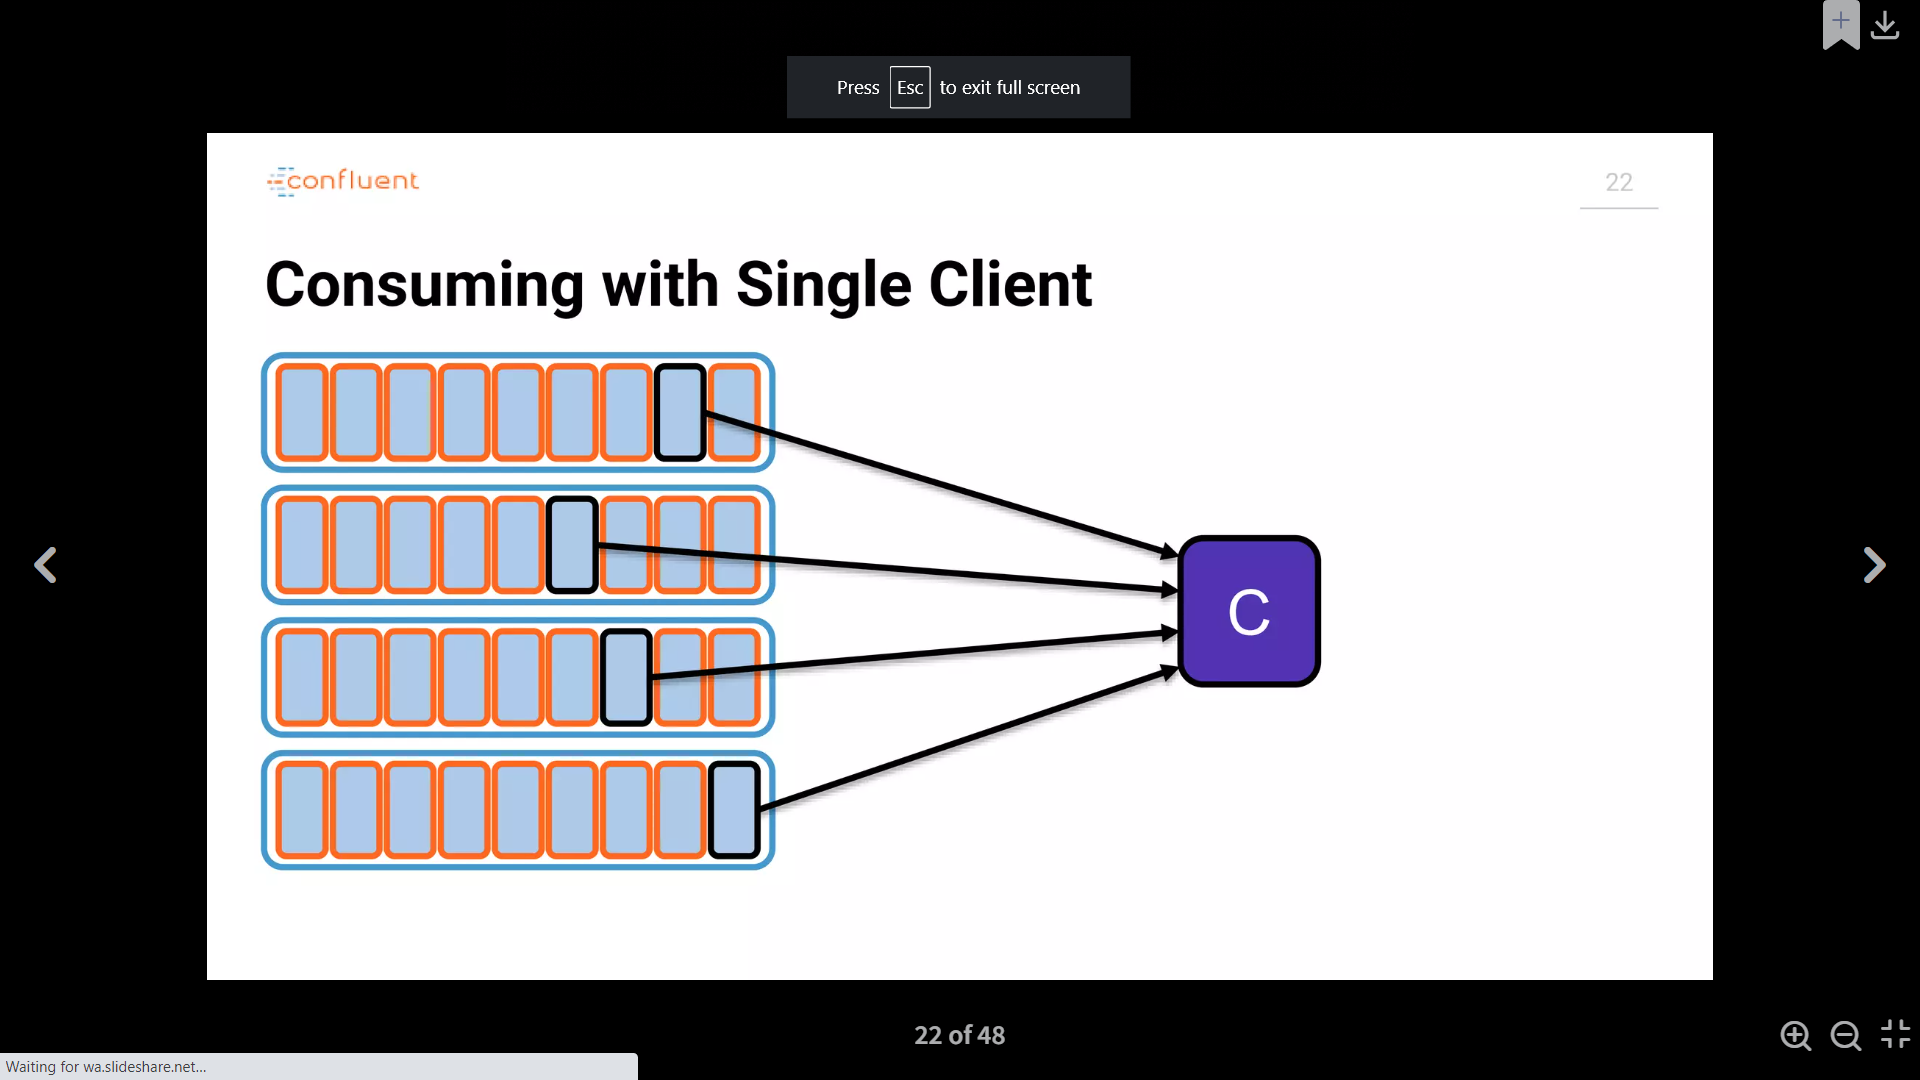 Press Esc to exit full screen
confluent
22
Consuming with Single Client
C
22 of 48
Waiting for wa.slideshare.net...